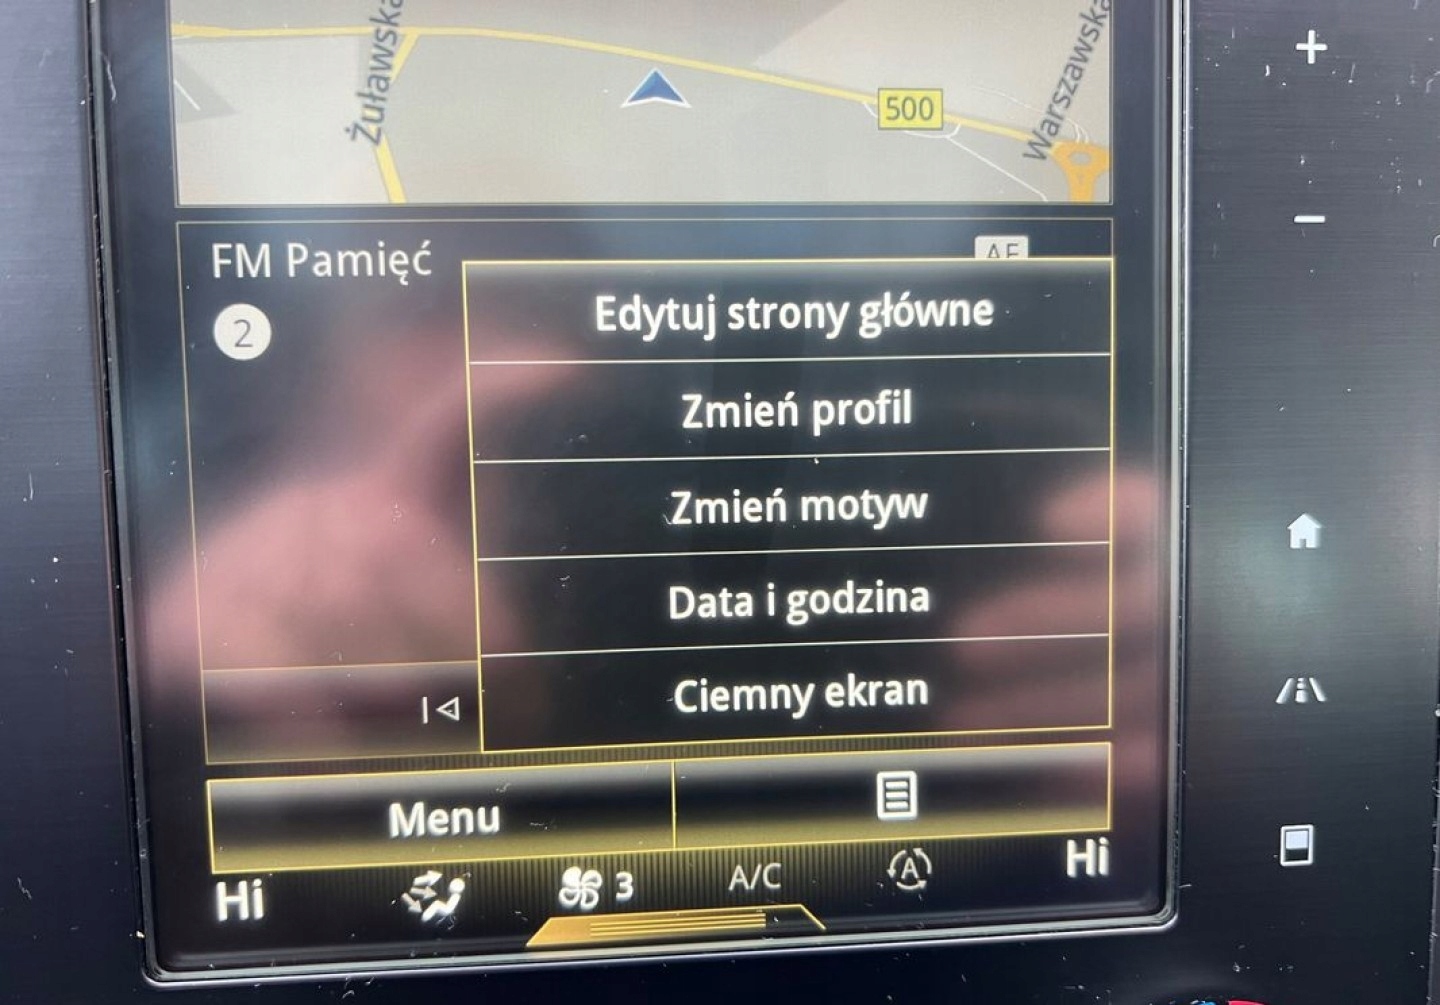 Żuławska
500
Warszawska
FM Pamięć
2
Edytuj strony główne
Zmień profil
Zmień motyw
Data i godzina
Ciemny ekran
Menu
Hi
3
A/C
A
Hi